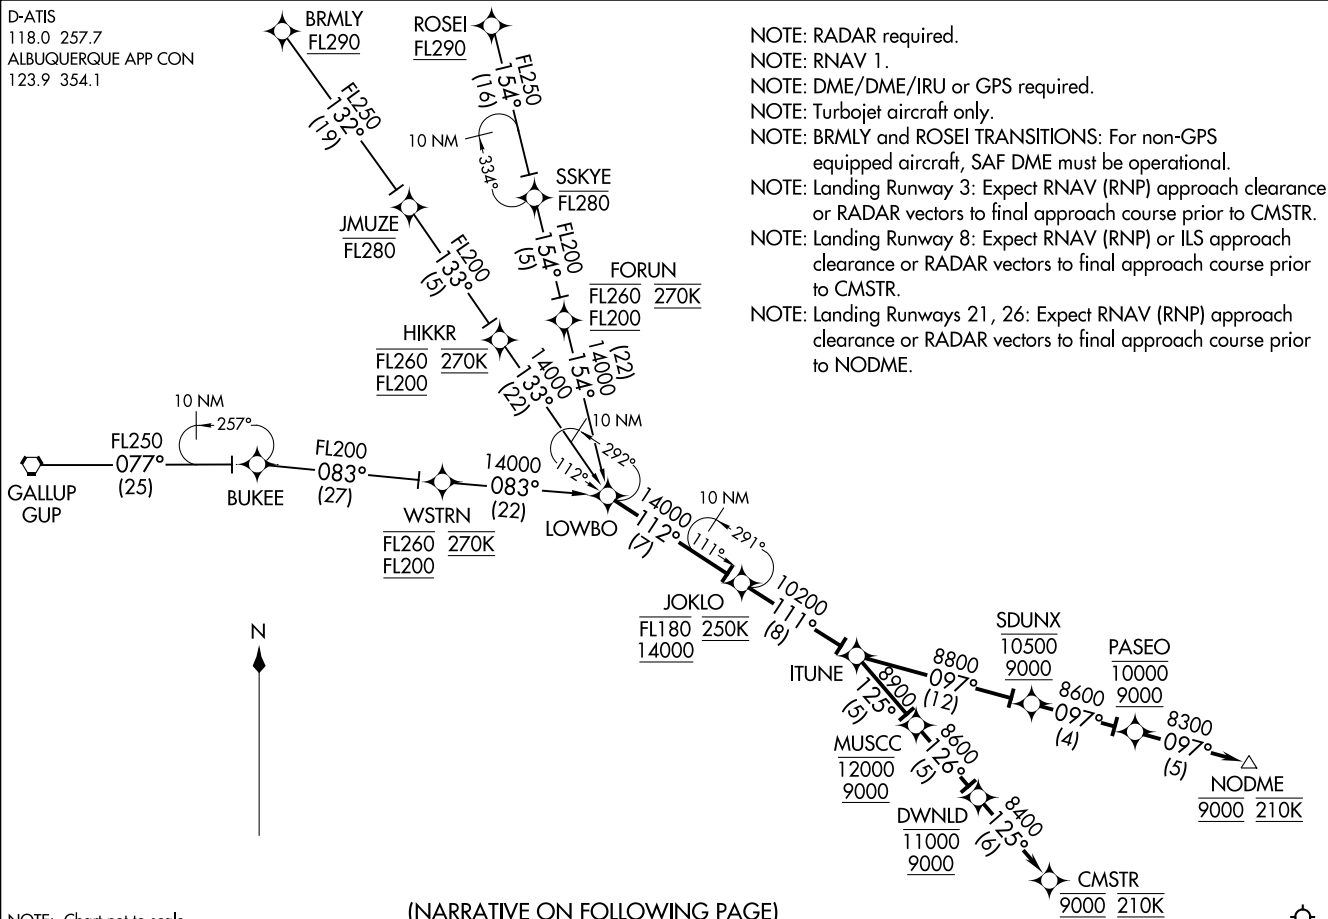 D-ATIS
118.0 257.7
ALBUQUERQUE APP CON
123.9 354.1
BRMLY
FL290
ROSEI
FL290
NOTE: RADAR required.
NOTE: RNAV 1.
NOTE: DME/DME/IRU or GPS required.
NOTE: Turbojet aircraft only.
NOTE: BRMLY and ROSEI TRANSITIONS: For non-GPS
equipped aircraft, SAF DME must be operational.
NOTE: Landing Runway 3: Expect RNAV (RNP) approach clearance
or RADAR vectors to final approach course prior to CMSTR.
NOTE: Landing Runway 8: Expect RNAV (RNP) or ILS approach
clearance or RADAR vectors to final approach course prior
to CMSTR.
NOTE: Landing Runways 21, 26: Expect RNAV (RNP) approach
clearance or RADAR vectors to final approach course prior
to NODME.
FL250
132°
(19)
FL250
154°
(16)
10 NM
334°
SSKYE
FL280
JMUZE
FL280
FL200
133°
(5)
FL200
154°
(5)
FORUN
FL260 270K
FL200
HIKKR
FL260 270K
FL200
14000
133°
(22)
(22)
14000
154°
10 NM
292°
112°
10 NM
257°
FL250
077°
(25)
GALLUP
GUP
BUKEE
FL200
083°
(27)
WSTRN
FL260 270K
FL200
14000
083°
(22)
LOWBO
14000
112°
(7)
10 NM
291°
111°
JOKLO
FL180 250K
14000
10200
111°
(8)
ITUNE
N
8800
097°
(12)
SDUNX
10500
9000
8600
097°
(4)
PASEO
10000
9000
8300
097°
(5)
NODME
9000 210K
8900
125°
(5)
MUSCC
12000
9000
8600
126°
(5)
DWNLD
11000
9000
8400
125°
(6)
CMSTR
9000 210K
NOTE: Chart not to scale.
(NARRATIVE ON FOLLOWING PAGE)